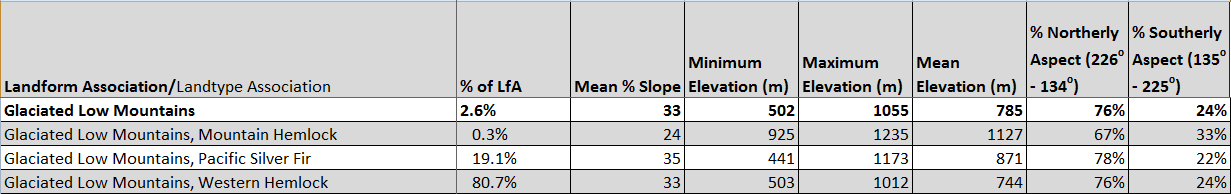 Landform Association/Landtype Association % of LfA Mean % Slope Minimum Elevation (m) Maximum Elevation (m) Mean Elevation (m) % Northerly Aspect (226° - 134°) % Southerly Aspect (135° - 225°)
Glaciated Low Mountains 2.6% 33 502 1055 785 76% 24%
Glaciated Low Mountains, Mountain Hemlock 0.3% 24 925 1235 1127 67% 33%
Glaciated Low Mountains, Pacific Silver Fir 19.1% 35 441 1173 871 78% 22%
Glaciated Low Mountains, Western Hemlock 80.7% 33 503 1012 744 76% 24%